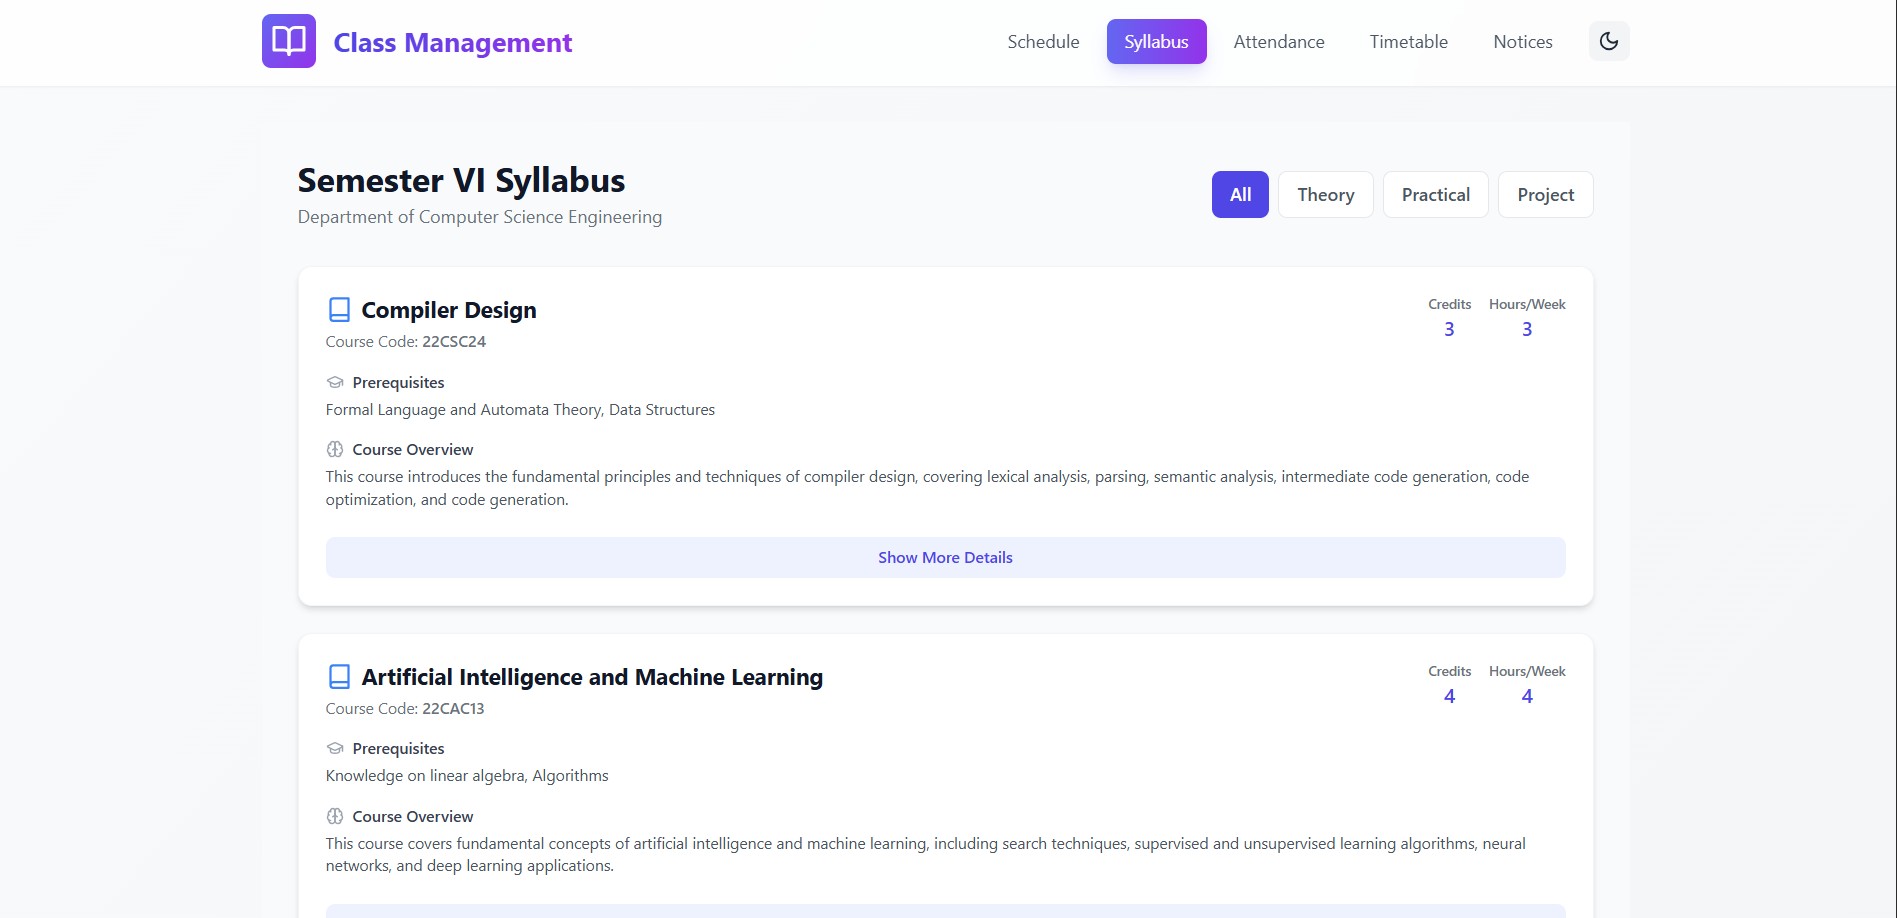 Class Management
Schedule
Syllabus
Attendance
Timetable
Notices
Semester VI Syllabus
Department of Computer Science Engineering
All
Theory
Practical
Project
Compiler Design
Course Code: 22CSC24
Credits
3
Hours/Week
3
Prerequisites
Formal Language and Automata Theory, Data Structures
Course Overview
This course introduces the fundamental principles and techniques of compiler design, covering lexical analysis, parsing, semantic analysis, intermediate code generation, code
optimization, and code generation.
Show More Details
Artificial Intelligence and Machine Learning
Course Code: 22CAC13
Credits
4
Hours/Week
4
Prerequisites
Knowledge on linear algebra, Algorithms
Course Overview
This course covers fundamental concepts of artificial intelligence and machine learning, including search techniques, supervised and unsupervised learning algorithms, neural
networks, and deep learning applications.